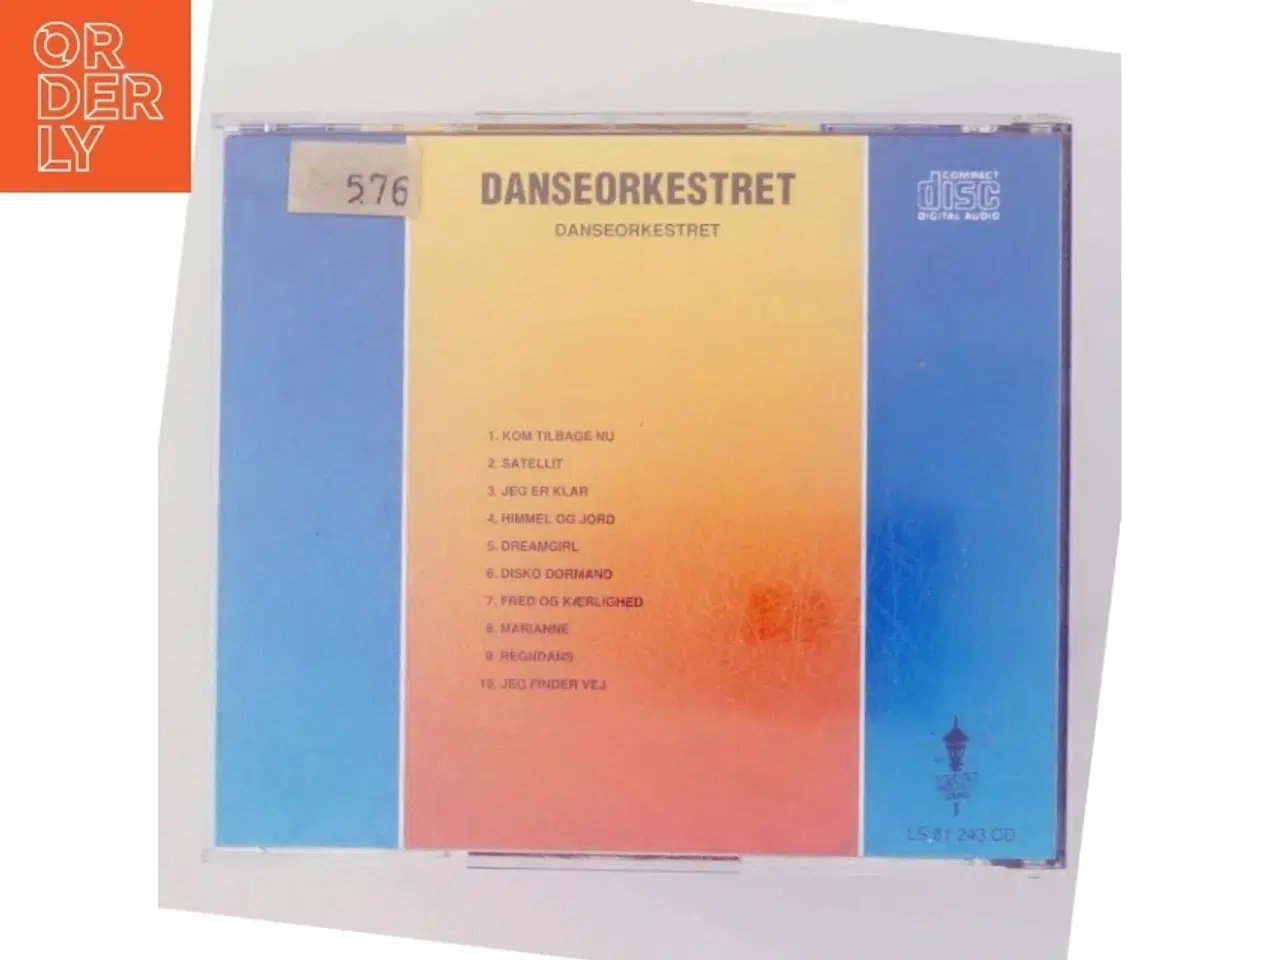 ORDERLY
576
DANSEORKESTRET
DANSEORKESTRET
COMPACT
disc
DIGITAL AUDIO
1. KOM TILBAGE NU
2. SATELLIT
3. JEG ER KLAR
4. HIMMEL OG JORD
5. DREAMGIRL
6. DISKO DORMAND
7. FRED OG KÆRLIGHED
8. MARIANNE
9. REGNDANS
10. JEG FINDER VEJ
LS 81 243 CD